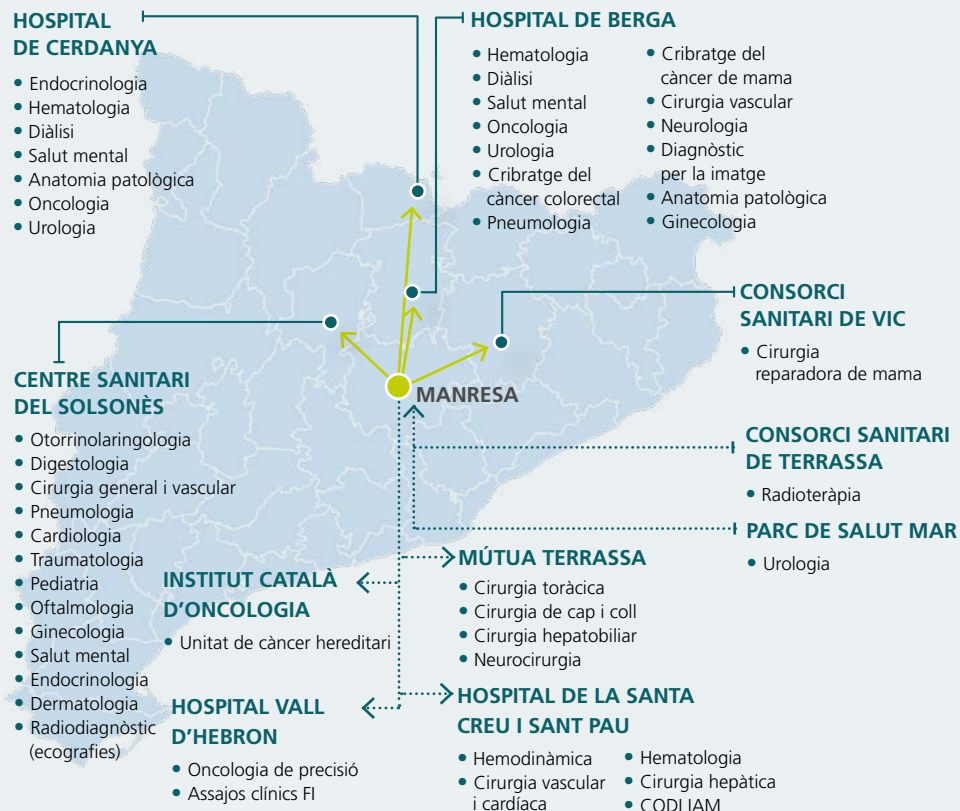 HOSPITAL
DE CERDANYA
• Endocrinologia
• Hematologia
• Diàlisi
• Salut mental
• Anatomia patològica
• Oncologia
• Urologia
HOSPITAL DE BERGA
• Hematologia
• Diàlisi
• Salut mental
• Oncologia
• Urologia
• Cribratge del
càncer colorectal
• Pneumologia
• Cribratge del
càncer de mama
• Cirurgia vascular
• Neurologia
• Diagnòstic
per la imatge
• Anatomia patològica
• Ginecologia
CONSORCI
SANITARI DE VIC
• Cirurgia
reparadora de mama
MANRESA
CENTRE SANITARI
DEL SOLSONÈS
• Otorrinolaringologia
• Digestologia
• Cirurgia general i vascular
• Pneumologia
• Cardiologia
• Traumatologia
• Pediatria
• Oftalmologia
• Ginecologia
• Salut mental
• Endocrinologia
• Dermatologia
• Radiodiagnòstic
(ecografies)
CONSORCI SANITARI
DE TERRASSA
• Radioteràpia
PARC DE SALUT MAR
• Urologia
INSTITUT CATALÀ
D’ONCOLOGIA
• Unitat de càncer hereditari
MÚTUA TERRASSA
• Cirurgia toràcica
• Cirurgia de cap i coll
• Cirurgia hepatobiliar
• Neurocirurgia
HOSPITAL VALL
D’HEBRON
• Oncologia de precisió
• Assajos clínics FI
HOSPITAL DE LA SANTA
CREU I SANT PAU
• Hemodinàmica
• Cirurgia vascular
i cardíaca
• Hematologia
• Cirurgia hepàtica
• CODI IAM